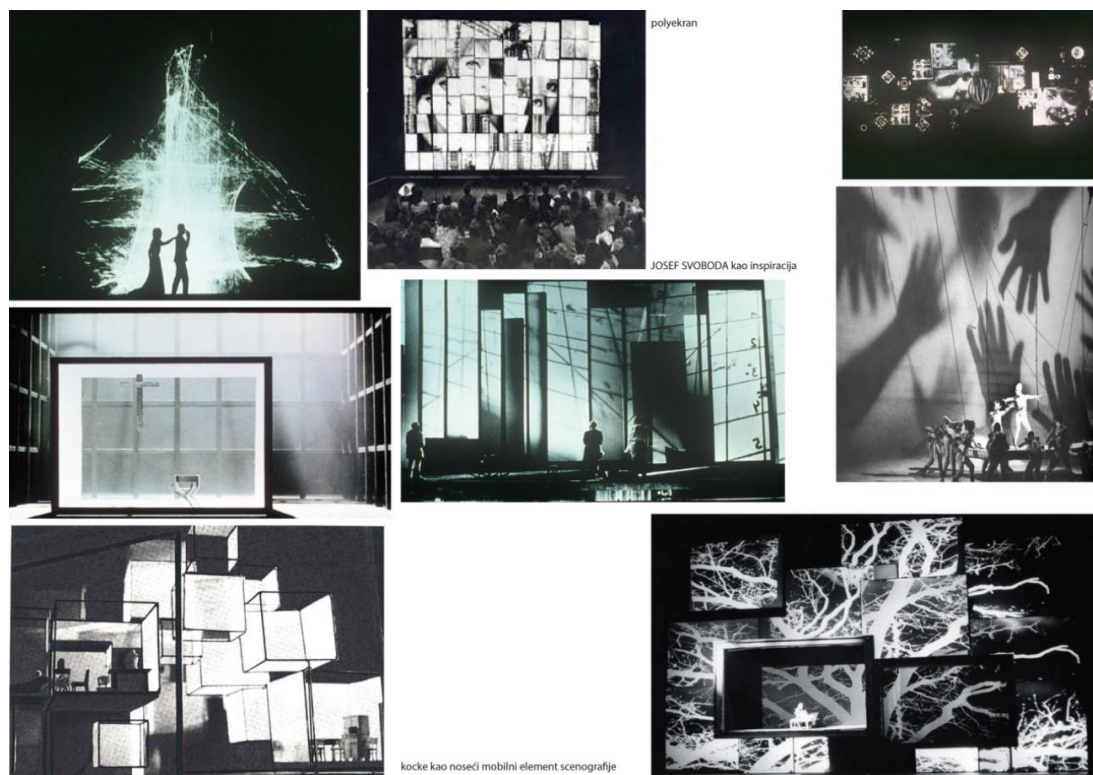 polyekran
JOSEF SVOBODA kao inspiracija
kocke kao noseći mobilni element scenografije